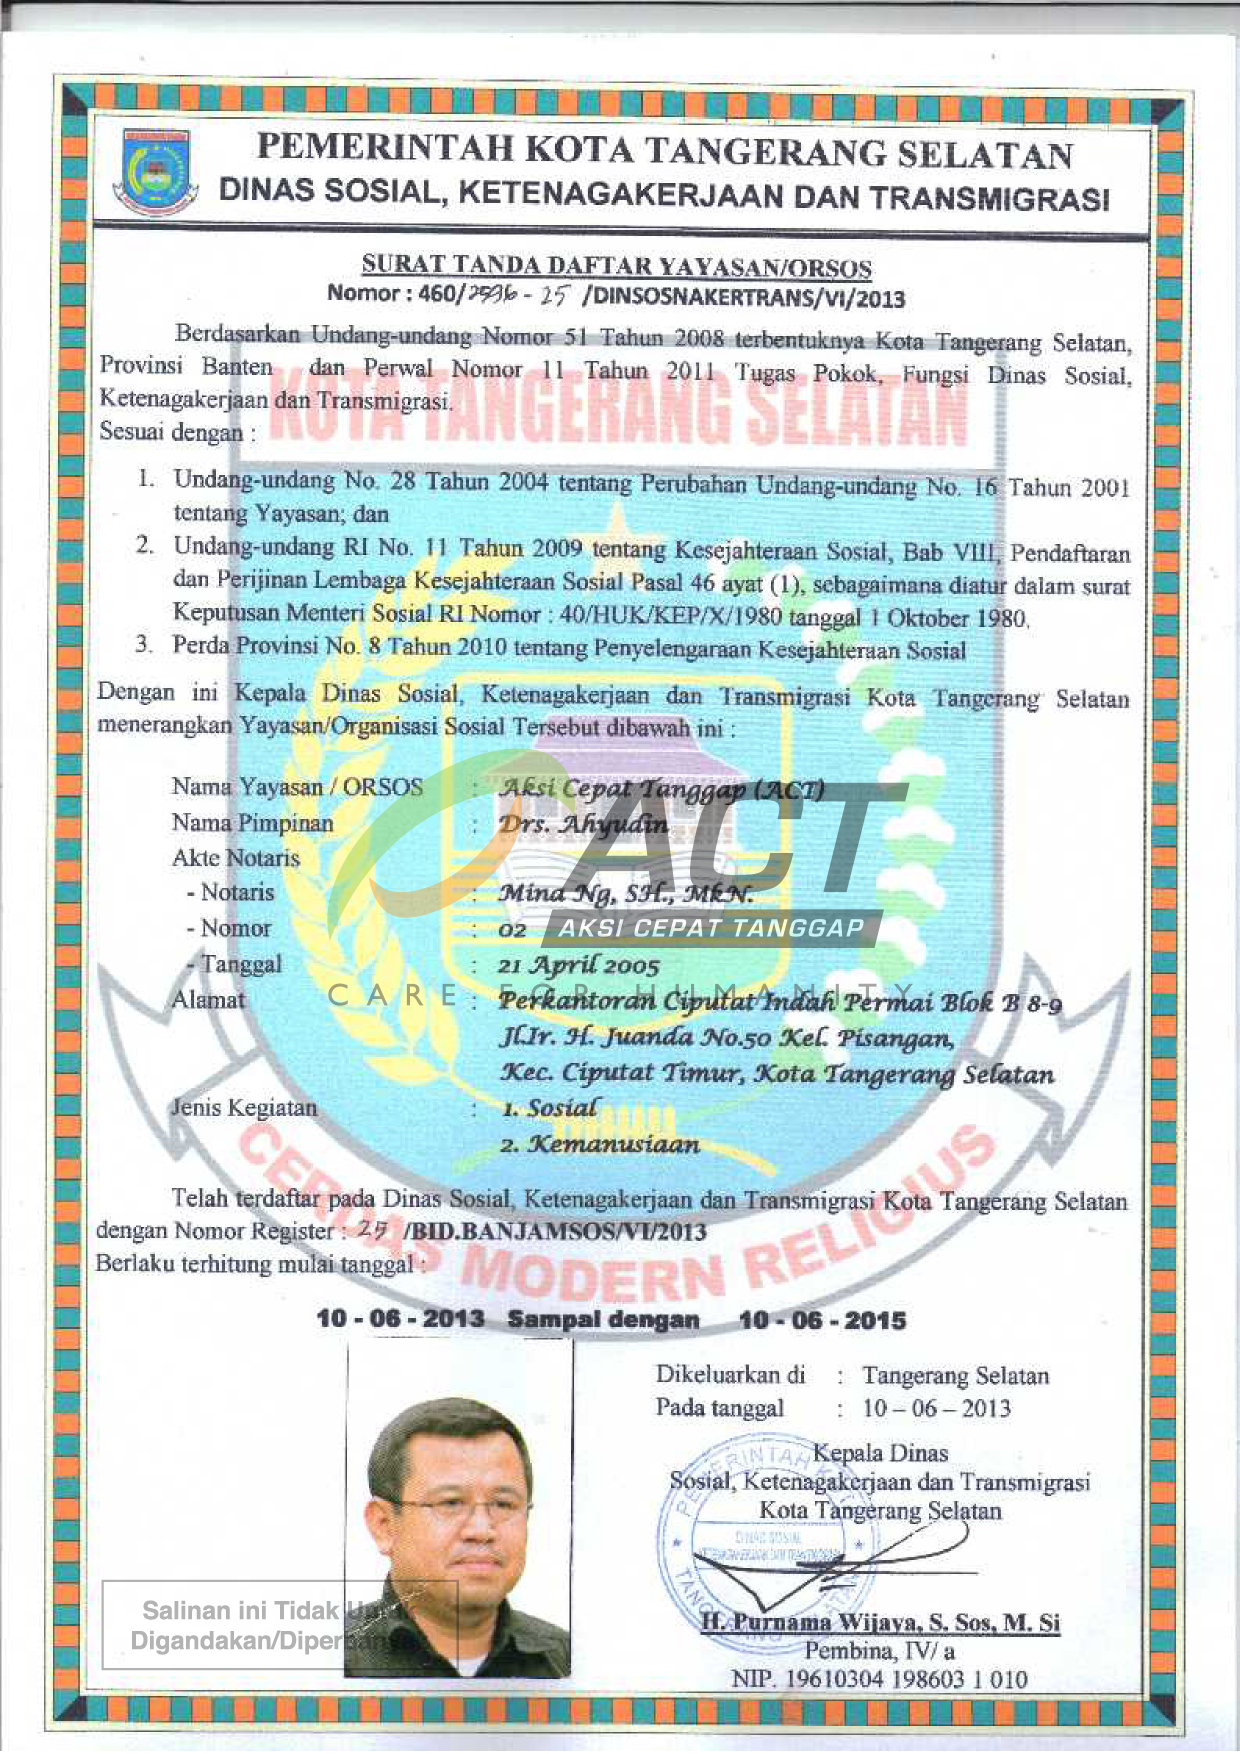 PEMERINTAH KOTA TANGERANG SELATAN
DINAS SOSIAL, KETENAGAKERJAAN DAN TRANSMIGRASI
SURAT TANDA DAFTAR YAYASAN/ORSOS
Nomor : 460/ - 25 /DINSOSNAKERTRANS/VI/2013
Berdasarkan Undang-undang Nomor 51 Tahun 2008 terbentuknya Kota Tangerang Selatan,
Provinsi Banten dan Perwal Nomor 11 Tahun 2011 Tugas Pokok, Fungsi Dinas Sosial,
Ketenagakerjaan dan Transmigrasi.
KOTA TANGERANG SELATAN
Sesuai dengan :
1. Undang-undang No. 28 Tahun 2004 tentang Perubahan Undang-undang No. 16 Tahun 2001
tentang Yayasan; dan
2. Undang-undang RI No. 11 Tahun 2009 tentang Kesejahteraan Sosial, Bab VIII, Pendaftaran
dan Perijinan Lembaga Kesejahteraan Sosial Pasal 46 ayat (1), sebagaimana diatur dalam surat
Keputusan Menteri Sosial RI Nomor : 40/HUK/KEP/X/1980 tanggal 1 Oktober 1980.
3. Perda Provinsi No. 8 Tahun 2010 tentang Penyelengaraan Kesejahteraan Sosial
Dengan ini Kepala Dinas Sosial, Ketenagakerjaan dan Transmigrasi Kota Tangerang Selatan
menerangkan Yayasan/Organisasi Sosial Tersebut dibawah ini :
Nama Yayasan / ORSOS : Aksi Cepat Tanggap (ACT)
Nama Pimpinan : Drs. Ahyudin
Akte Notaris
- Notaris : Mina Ng, SH., MkN.
- Nomor : 02
- Tanggal : 21 April 2005
Alamat : Perkantoran Ciputat Indah Permai Blok B 8-9
Jl.Ir. H. Juanda No.50 Kel. Pisangan,
Kec. Ciputat Timur, Kota Tangerang Selatan
Jenis Kegiatan : 1. Sosial
2. Kemanusiaan
ACT
AKSI CEPAT TANGGAP
CARE FOR HUMANITY
Telah terdaftar pada Dinas Sosial, Ketenagakerjaan dan Transmigrasi Kota Tangerang Selatan
dengan Nomor Register : 25 /BID.BANJAMSOS/VI/2013
Berlaku terhitung mulai tanggal :
CERDAS MODERN RELIGIUS
10 - 06 - 2013 Sampai dengan 10 - 06 - 2015
Dikeluarkan di : Tangerang Selatan
Pada tanggal : 10 – 06 – 2013
Kepala Dinas
Sosial, Ketenagakerjaan dan Transmigrasi
Kota Tangerang Selatan
DINAS SOSIAL
H. Purnama Wijaya, S. Sos, M. Si
Pembina, IV/ a
NIP. 19610304 198603 1 010
Salinan ini Tidak